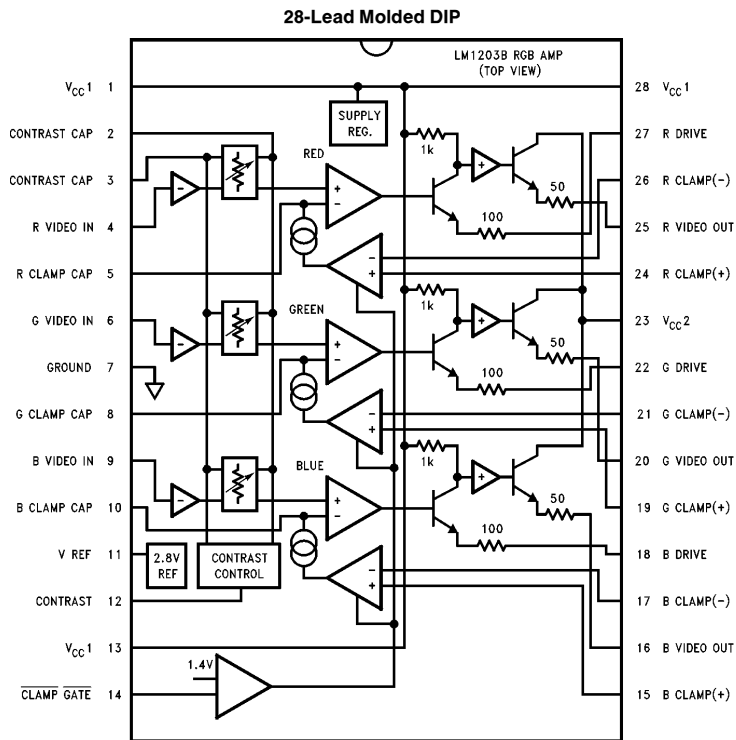 28-Lead Molded DIP
LM1203B RGB AMP
(TOP VIEW)
VCC1 1
CONTRAST CAP 2
CONTRAST CAP 3
R VIDEO IN 4
R CLAMP CAP 5
G VIDEO IN 6
GROUND 7
G CLAMP CAP 8
B VIDEO IN 9
B CLAMP CAP 10
V REF 11
CONTRAST 12
VCC1 13
CLAMP GATE 14
SUPPLY
REG.
RED
+
−
−
+
1k
+
50
100
GREEN
+
−
−
+
1k
+
50
100
BLUE
+
−
−
+
1k
+
50
100
−
−
−
2.8V
REF
CONTRAST
CONTROL
1.4V
28 VCC1
27 R DRIVE
26 R CLAMP(−)
25 R VIDEO OUT
24 R CLAMP(+)
23 VCC2
22 G DRIVE
21 G CLAMP(−)
20 G VIDEO OUT
19 G CLAMP(+)
18 B DRIVE
17 B CLAMP(−)
16 B VIDEO OUT
15 B CLAMP(+)